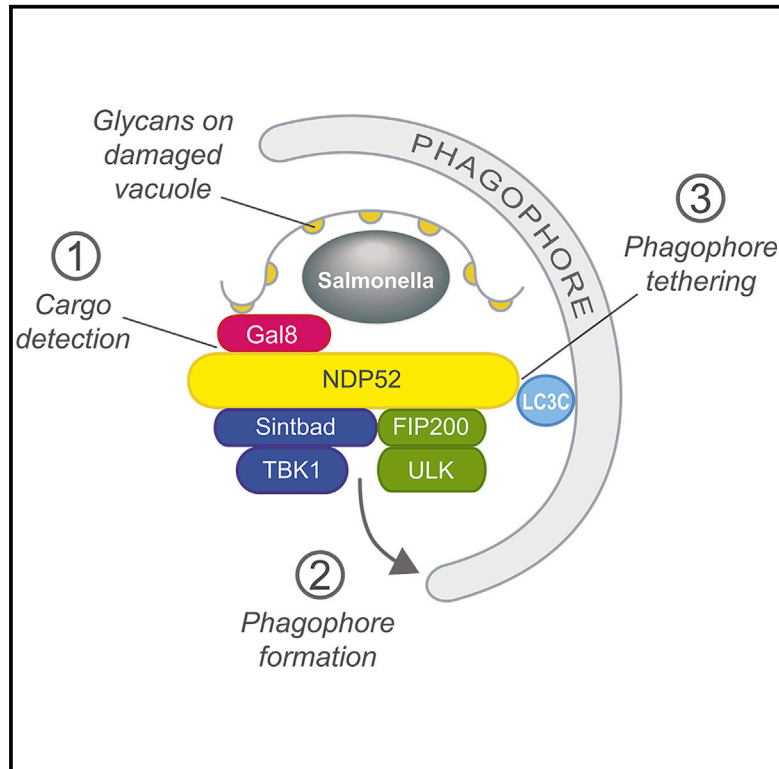 Glycans on
damaged
vacuole
PHAGOPHORE
1
Cargo
detection
3
Phagophore
tethering
Salmonella
Gal8
NDP52
LC3C
Sintbad
FIP200
TBK1
ULK
2
Phagophore
formation